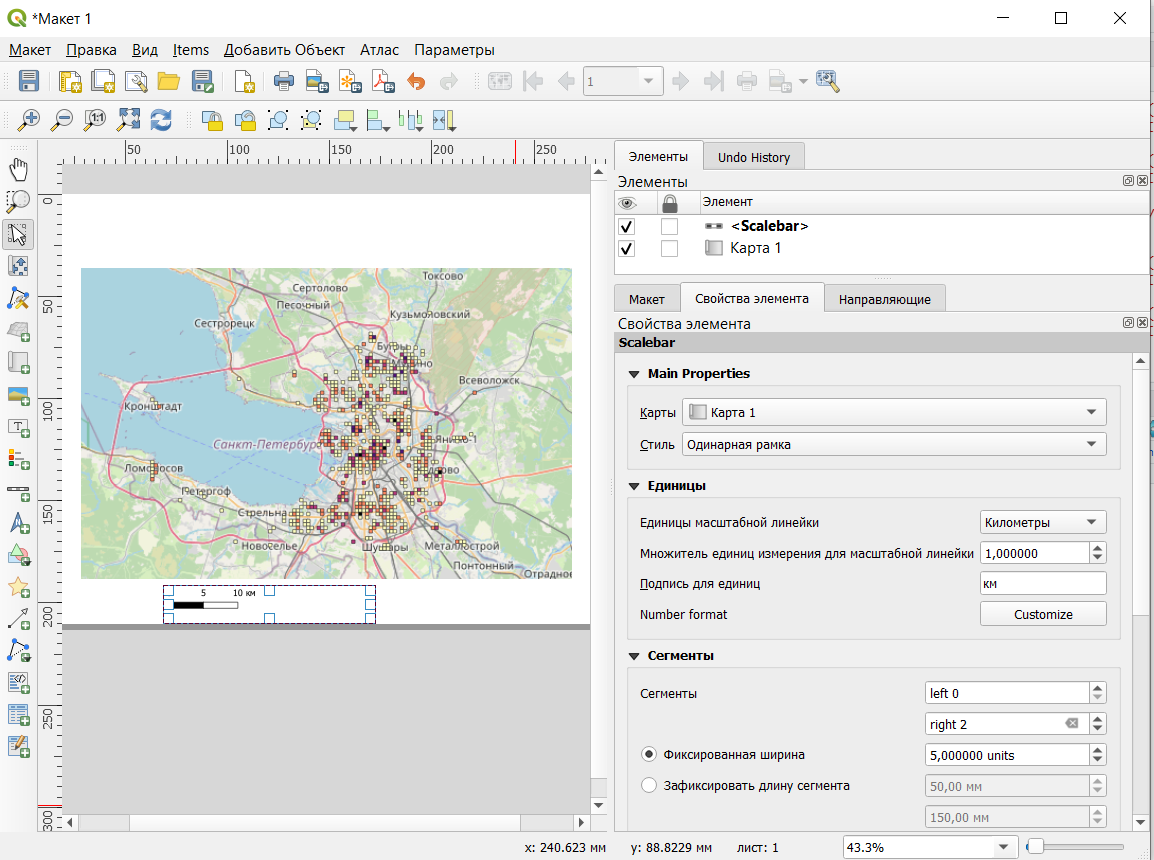 *Макет 1
Макет Правка Вид Items Добавить Объект Атлас Параметры
1
1:1
50 100 150 200 250
0
50
100
150
200
250
300
Токсово
Сертолово
Песочный
Кузьмоловский
Сестрорецк
Всеволожск
Кронштадт
Санкт-Петербург
Янино-1
Ломоносов
Петергоф
Стрельна
Новоселье
Шушары
Металлострой
Понтонный
Отрадное
5 10 км
Элементы Undo History
Элементы
Элемент
<Scalebar>
Карта 1
Макет Свойства элемента Направляющие
Свойства элемента
Scalebar
Main Properties
Карты Карта 1
Стиль Одинарная рамка
Единицы
Единицы масштабной линейки Километры
Множитель единиц измерения для масштабной линейки 1,000000
Подпись для единиц км
Number format Customize
Сегменты
Сегменты left 0
right 2
Фиксированная ширина 5,000000 units
Зафиксировать длину сегмента 50,00 мм
150,00 мм
x: 240.623 мм y: 88.8229 мм лист: 1 43.3%